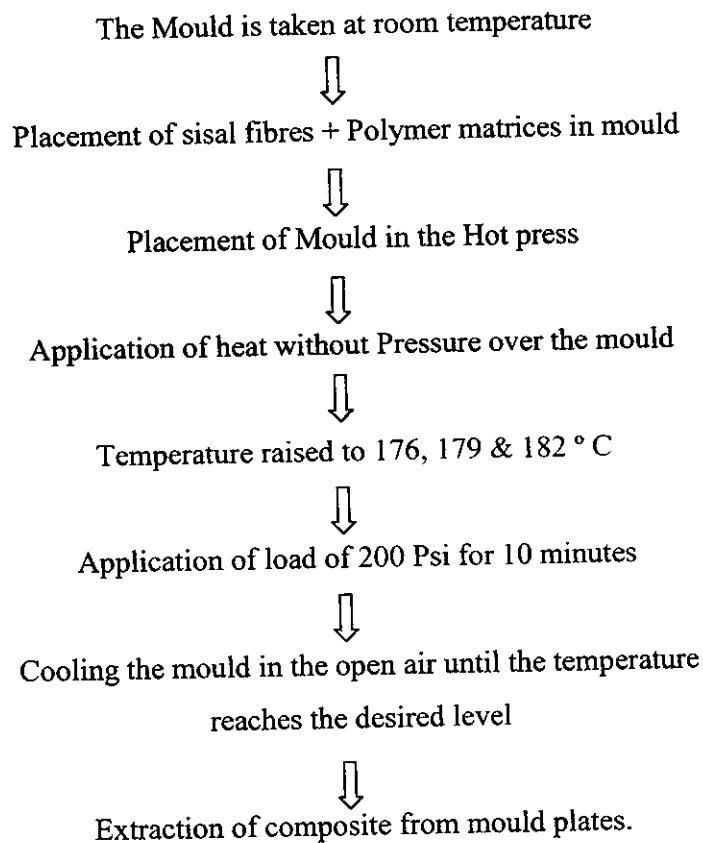 The Mould is taken at room temperature
Placement of sisal fibres + Polymer matrices in mould
Placement of Mould in the Hot press
Application of heat without Pressure over the mould
Temperature raised to 176, 179 & 182 ° C
Application of load of 200 Psi for 10 minutes
Cooling the mould in the open air until the temperature
reaches the desired level
Extraction of composite from mould plates.